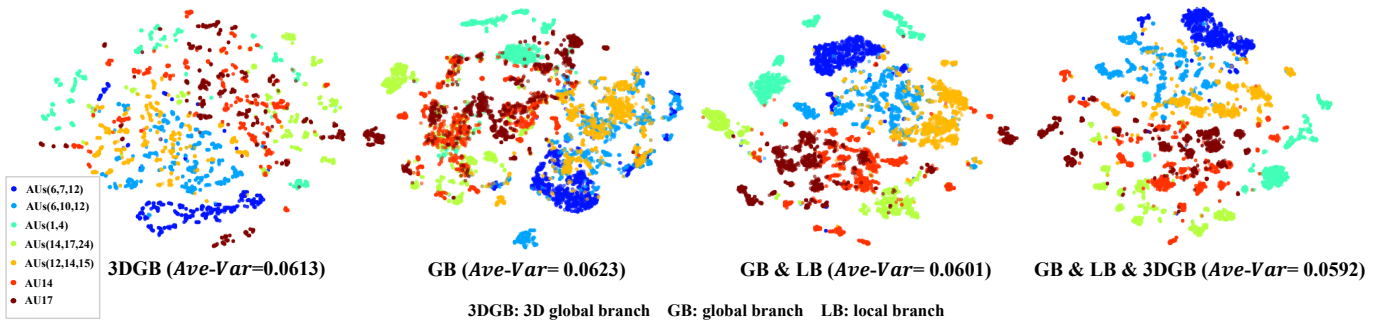 AUs(6,7,12)
AUs(6,10,12)
AUs(1,4)
AUs(14,17,24)
AUs(12,14,15)
AU14
AU17
3DGB (Ave-Var=0.0613)
GB (Ave-Var= 0.0623)
GB & LB (Ave-Var= 0.0601)
GB & LB & 3DGB (Ave-Var= 0.0592)
3DGB: 3D global branch GB: global branch LB: local branch